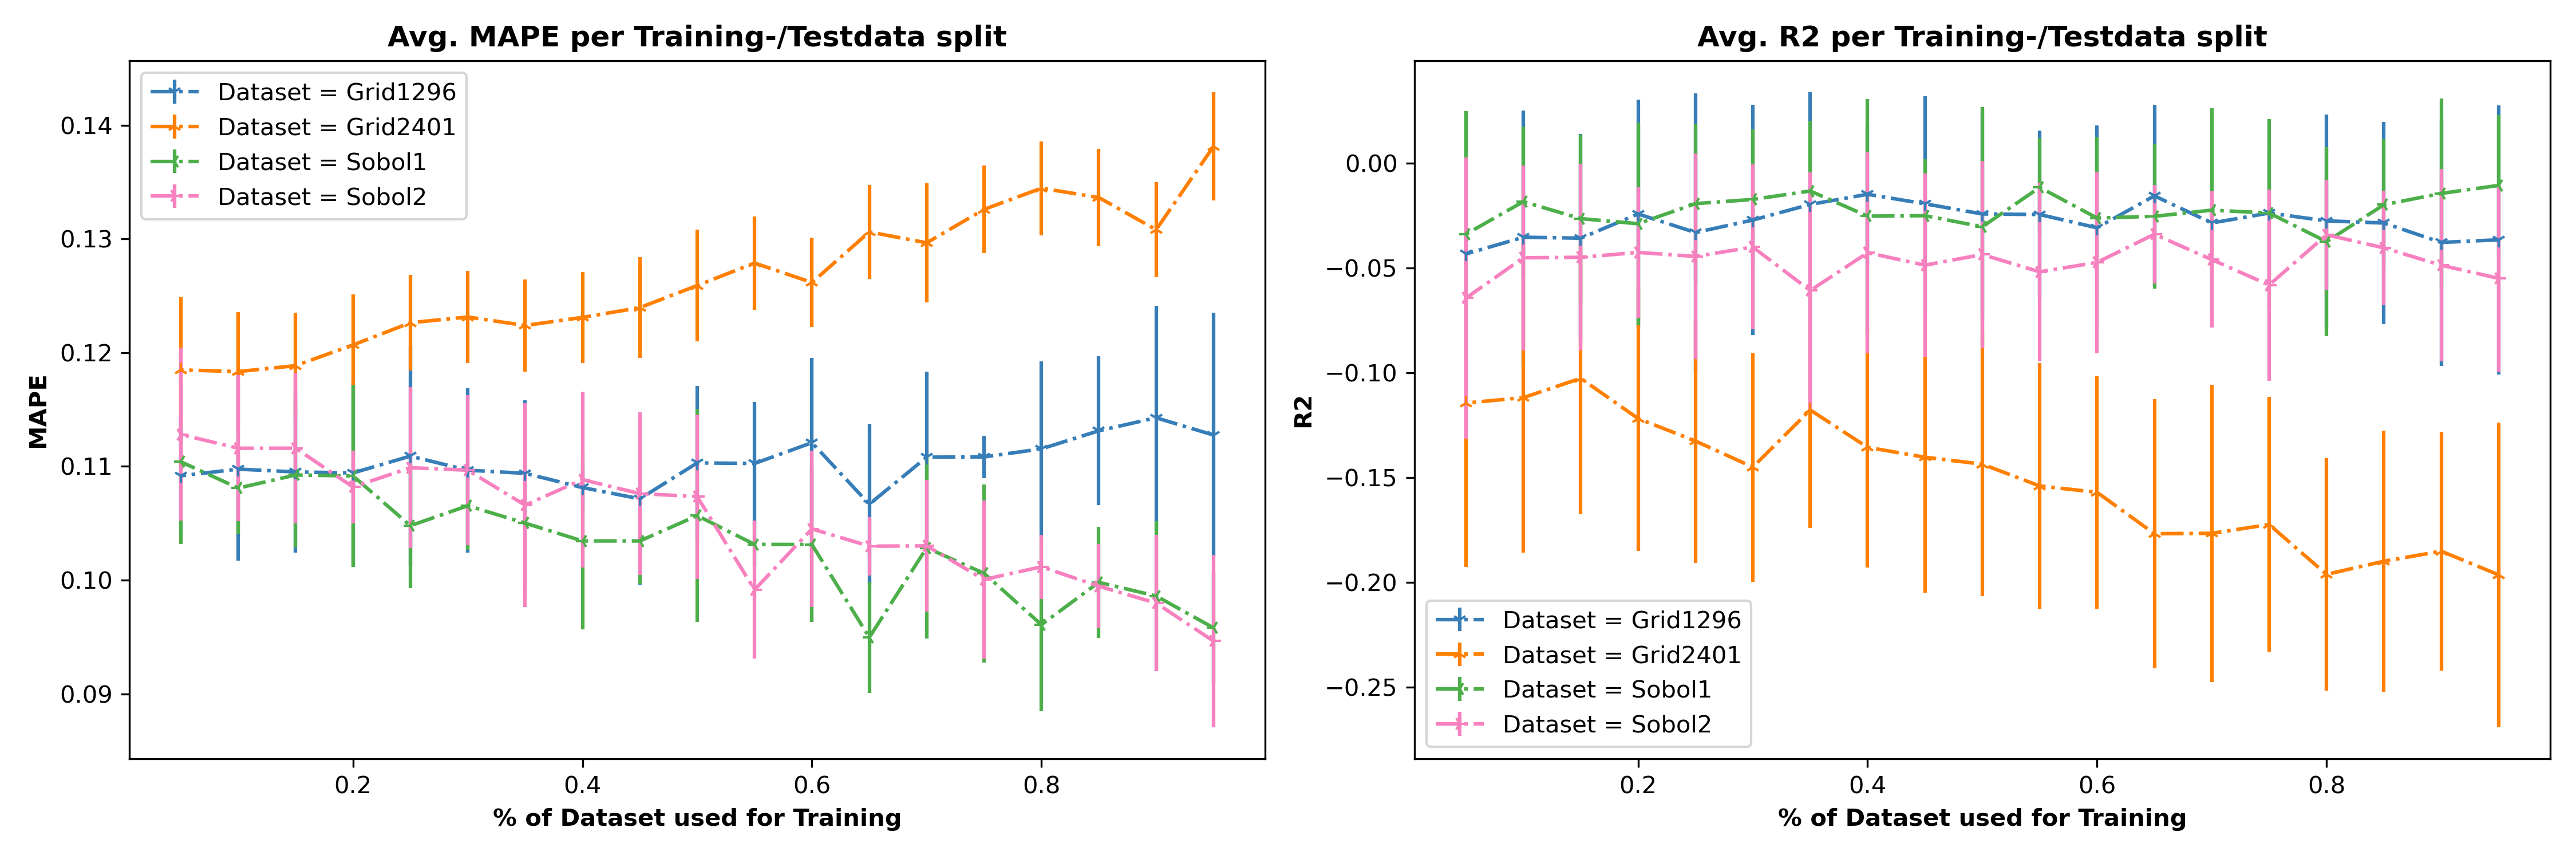 Avg. MAPE per Training-/Testdata split
Dataset = Grid1296
Dataset = Grid2401
Dataset = Sobol1
Dataset = Sobol2
0.14
0.13
0.12
0.11
0.10
0.09
MAPE
0.2 0.4 0.6 0.8
% of Dataset used for Training
Avg. R2 per Training-/Testdata split
0.00
−0.05
−0.10
−0.15
−0.20
−0.25
R2
Dataset = Grid1296
Dataset = Grid2401
Dataset = Sobol1
Dataset = Sobol2
0.2 0.4 0.6 0.8
% of Dataset used for Training